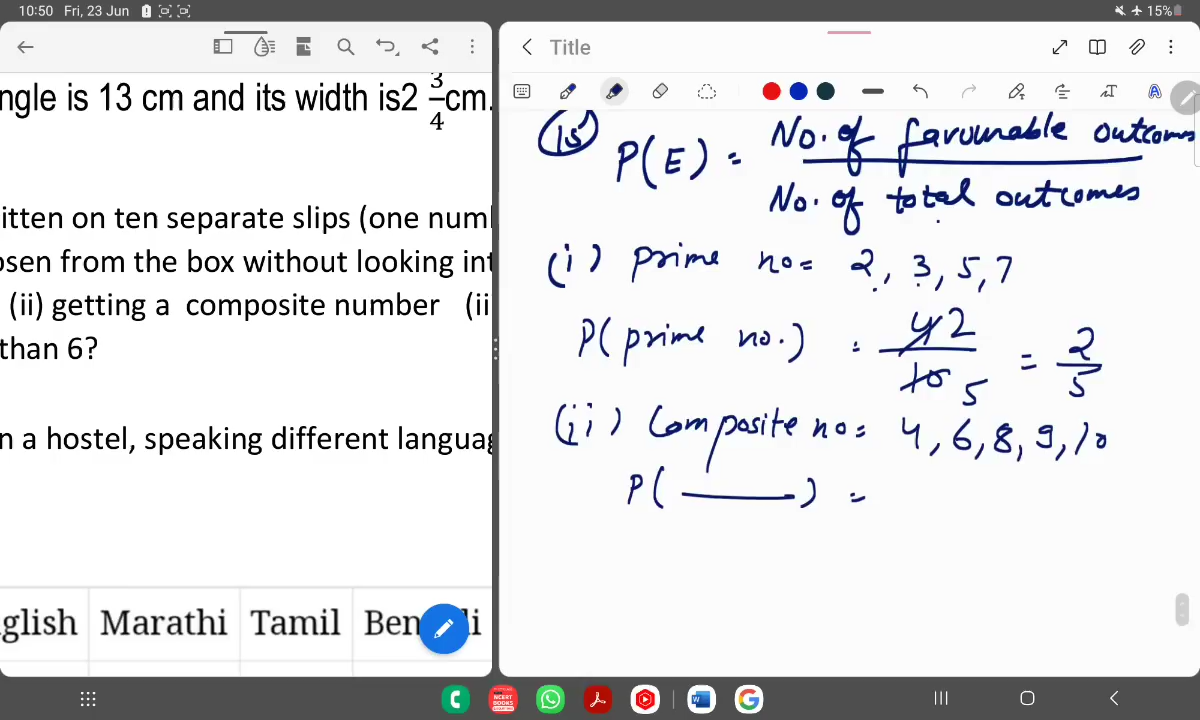 10:50 Fri, 23 Jun
15%
ngle is 13 cm and its width is2 3/4cm.
itten on ten separate slips (one numl
osen from the box without looking int
(ii) getting a composite number (ii
than 6?
n a hostel, speaking different languag
glish Marathi Tamil Ben li
Title
(15) P(E) = No. of favourable outcomes
No. of total outcomes
(i) prime no = 2, 3, 5, 7
P(prime no.) = 4 2 / 10 5 = 2/5
(ii) Composite no = 4, 6, 8, 9, 10
P( ——— ) =